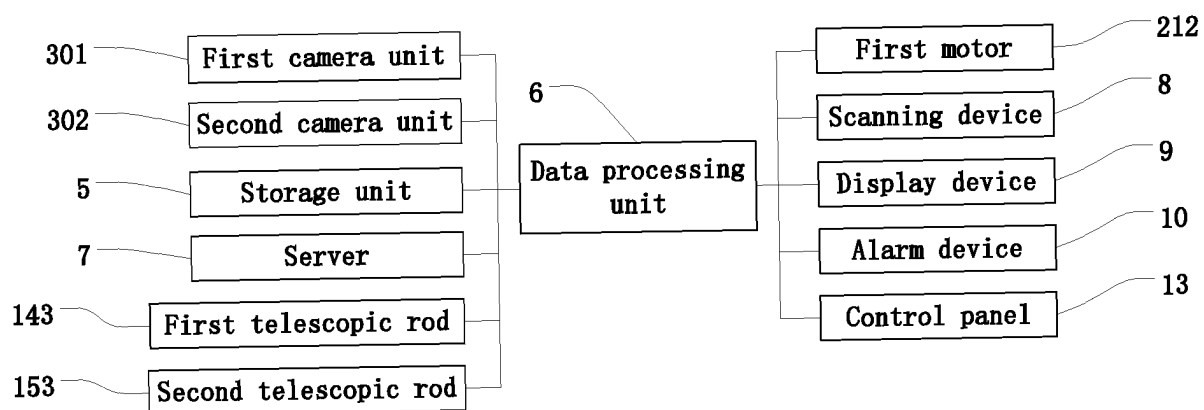 301
First camera unit
302
Second camera unit
5
Storage unit
7
Server
143
First telescopic rod
153
Second telescopic rod
6
Data processing
unit
212
First motor
8
Scanning device
9
Display device
10
Alarm device
13
Control panel